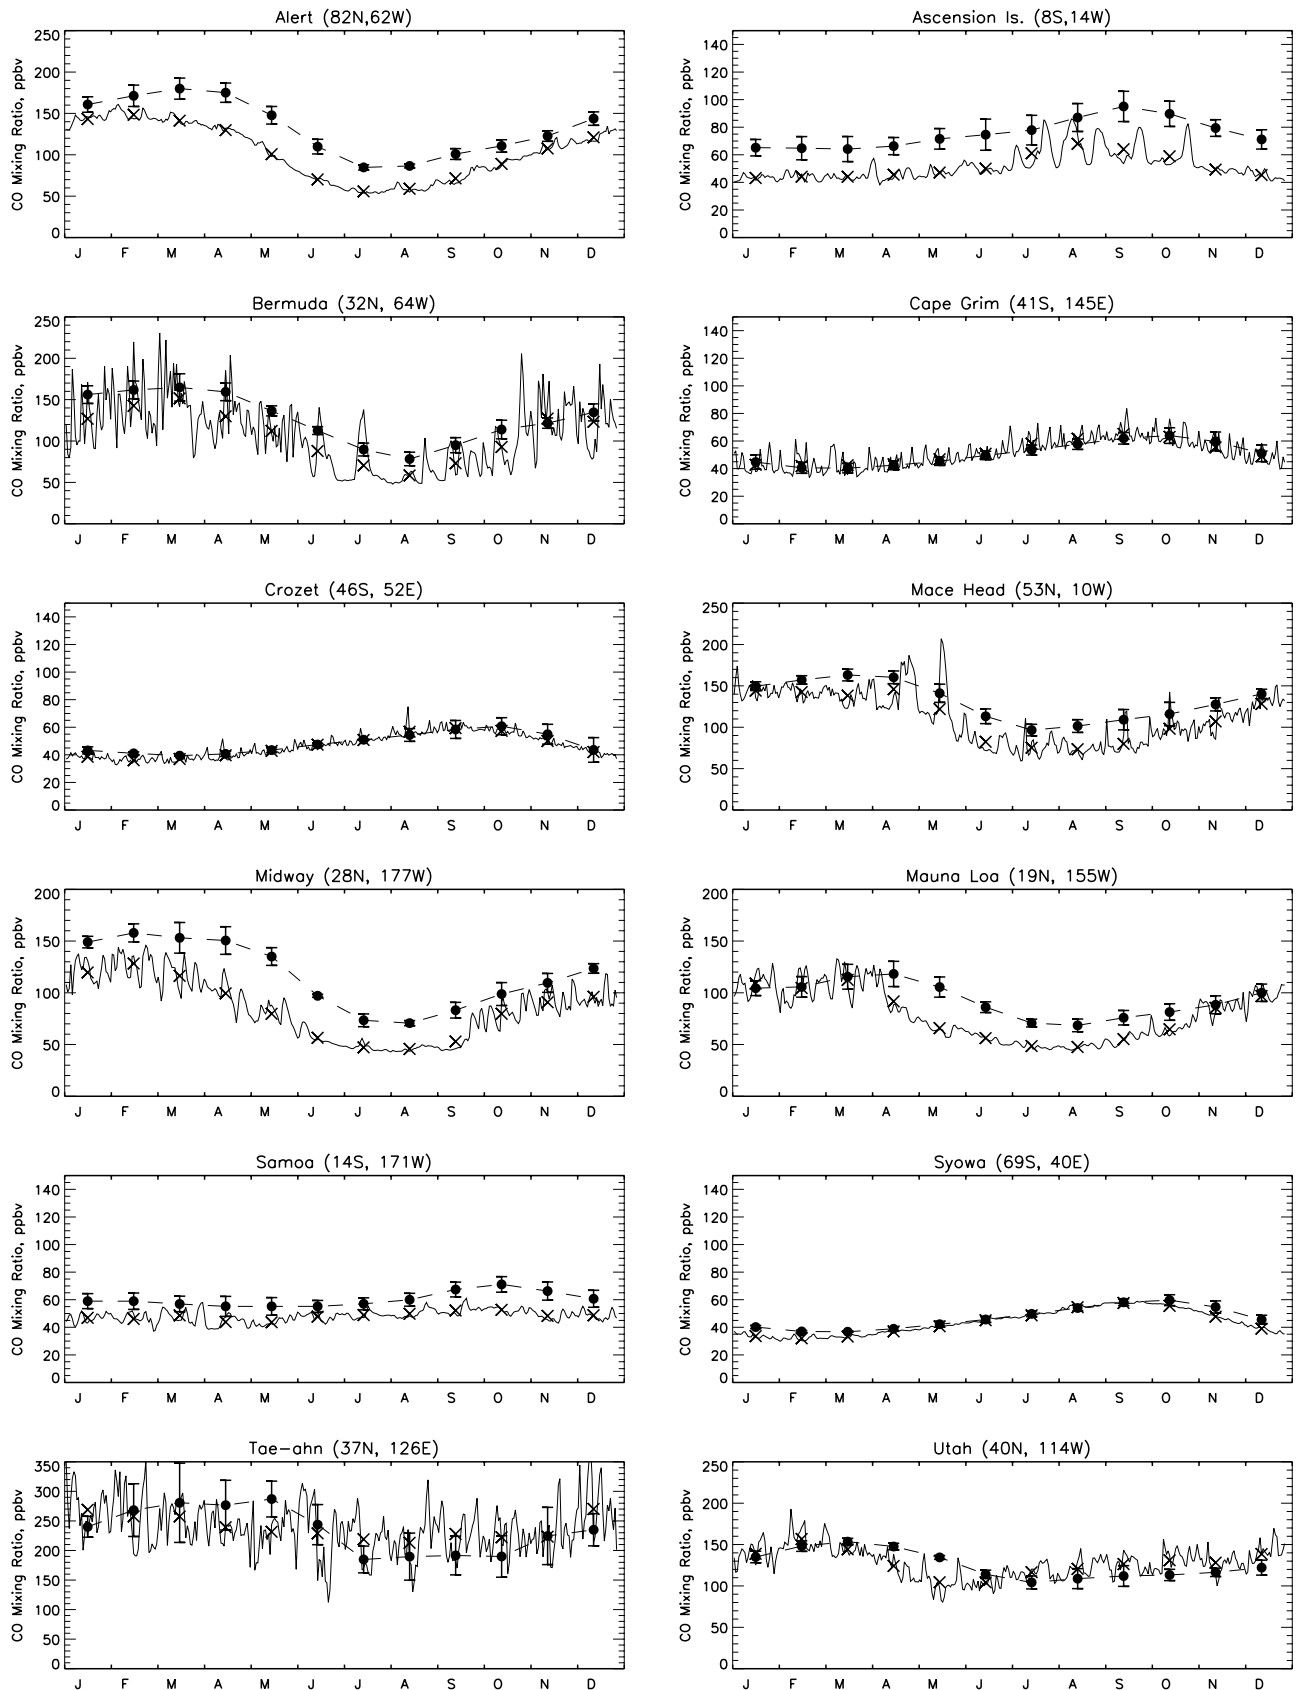 Alert (82N,62W)
CO Mixing Ratio, ppbv
250
200
150
100
50
0
J F M A M J J A S O N D
Ascension Is. (8S,14W)
CO Mixing Ratio, ppbv
140
120
100
80
60
40
20
0
J F M A M J J A S O N D
Bermuda (32N, 64W)
CO Mixing Ratio, ppbv
250
200
150
100
50
0
J F M A M J J A S O N D
Cape Grim (41S, 145E)
CO Mixing Ratio, ppbv
140
120
100
80
60
40
20
0
J F M A M J J A S O N D
Crozet (46S, 52E)
CO Mixing Ratio, ppbv
140
120
100
80
60
40
20
0
J F M A M J J A S O N D
Mace Head (53N, 10W)
CO Mixing Ratio, ppbv
250
200
150
100
50
0
J F M A M J J A S O N D
Midway (28N, 177W)
CO Mixing Ratio, ppbv
200
150
100
50
0
J F M A M J J A S O N D
Mauna Loa (19N, 155W)
CO Mixing Ratio, ppbv
200
150
100
50
0
J F M A M J J A S O N D
Samoa (14S, 171W)
CO Mixing Ratio, ppbv
140
120
100
80
60
40
20
0
J F M A M J J A S O N D
Syowa (69S, 40E)
CO Mixing Ratio, ppbv
140
120
100
80
60
40
20
0
J F M A M J J A S O N D
Tae-ahn (37N, 126E)
CO Mixing Ratio, ppbv
350
300
250
200
150
100
50
0
J F M A M J J A S O N D
Utah (40N, 114W)
CO Mixing Ratio, ppbv
250
200
150
100
50
0
J F M A M J J A S O N D